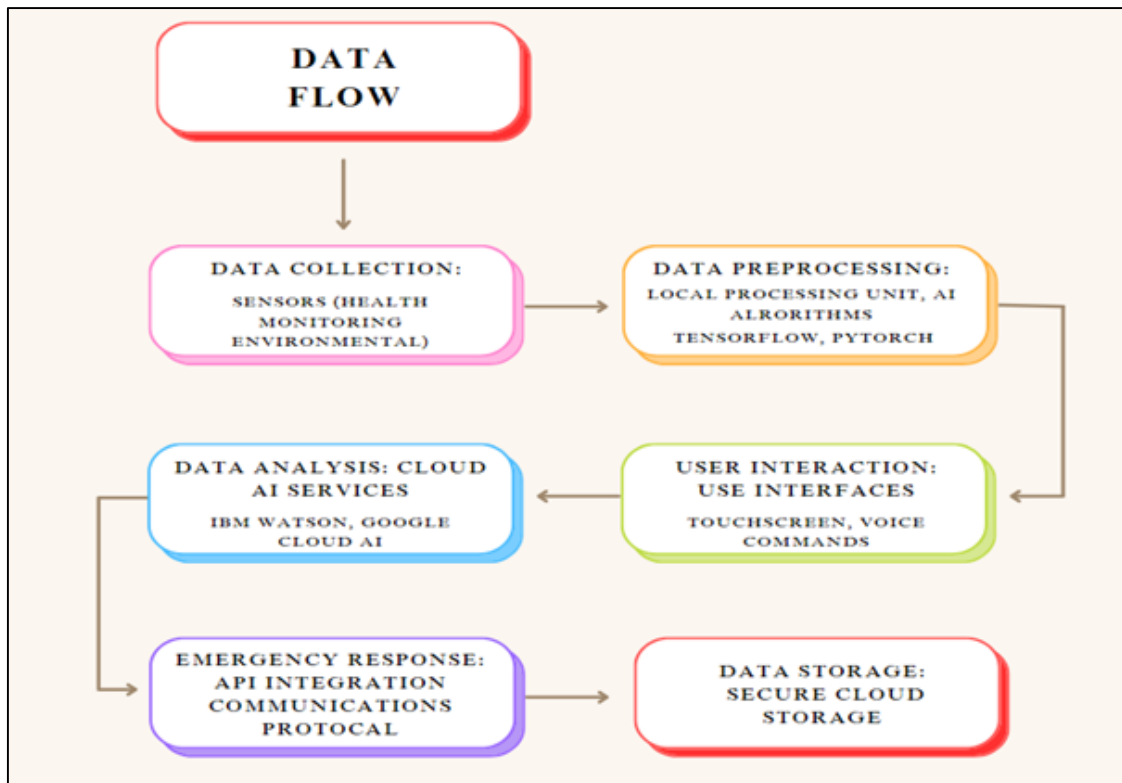 DATA
FLOW
DATA COLLECTION:
SENSORS (HEALTH
MONITORING
ENVIRONMENTAL)
DATA PREPROCESSING:
LOCAL PROCESSING UNIT, AI
ALRORITHMS
TENSORFLOW, PYTORCH
USER INTERACTION:
USE INTERFACES
TOUCHSCREEN, VOICE
COMMANDS
DATA ANALYSIS: CLOUD
AI SERVICES
IBM WATSON, GOOGLE
CLOUD AI
EMERGENCY RESPONSE:
API INTEGRATION
COMMUNICATIONS
PROTOCAL
DATA STORAGE:
SECURE CLOUD
STORAGE